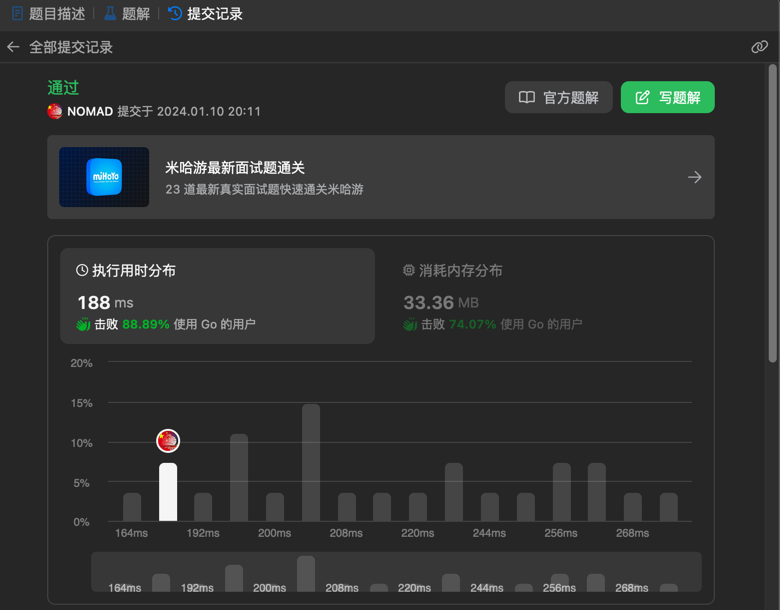 题目描述 题解 提交记录
全部提交记录
通过
NOMAD 提交于 2024.01.10 20:11
官方题解 写题解
miHoYo
米哈游最新面试题通关
23 道最新真实面试题快速通关米哈游
执行用时分布 消耗内存分布
188 ms 33.36 MB
击败 88.89% 使用 Go 的用户 击败 74.07% 使用 Go 的用户
20%
15%
10%
5%
0%
164ms 192ms 200ms 208ms 220ms 244ms 256ms 268ms
164ms 192ms 200ms 208ms 220ms 244ms 256ms 268ms